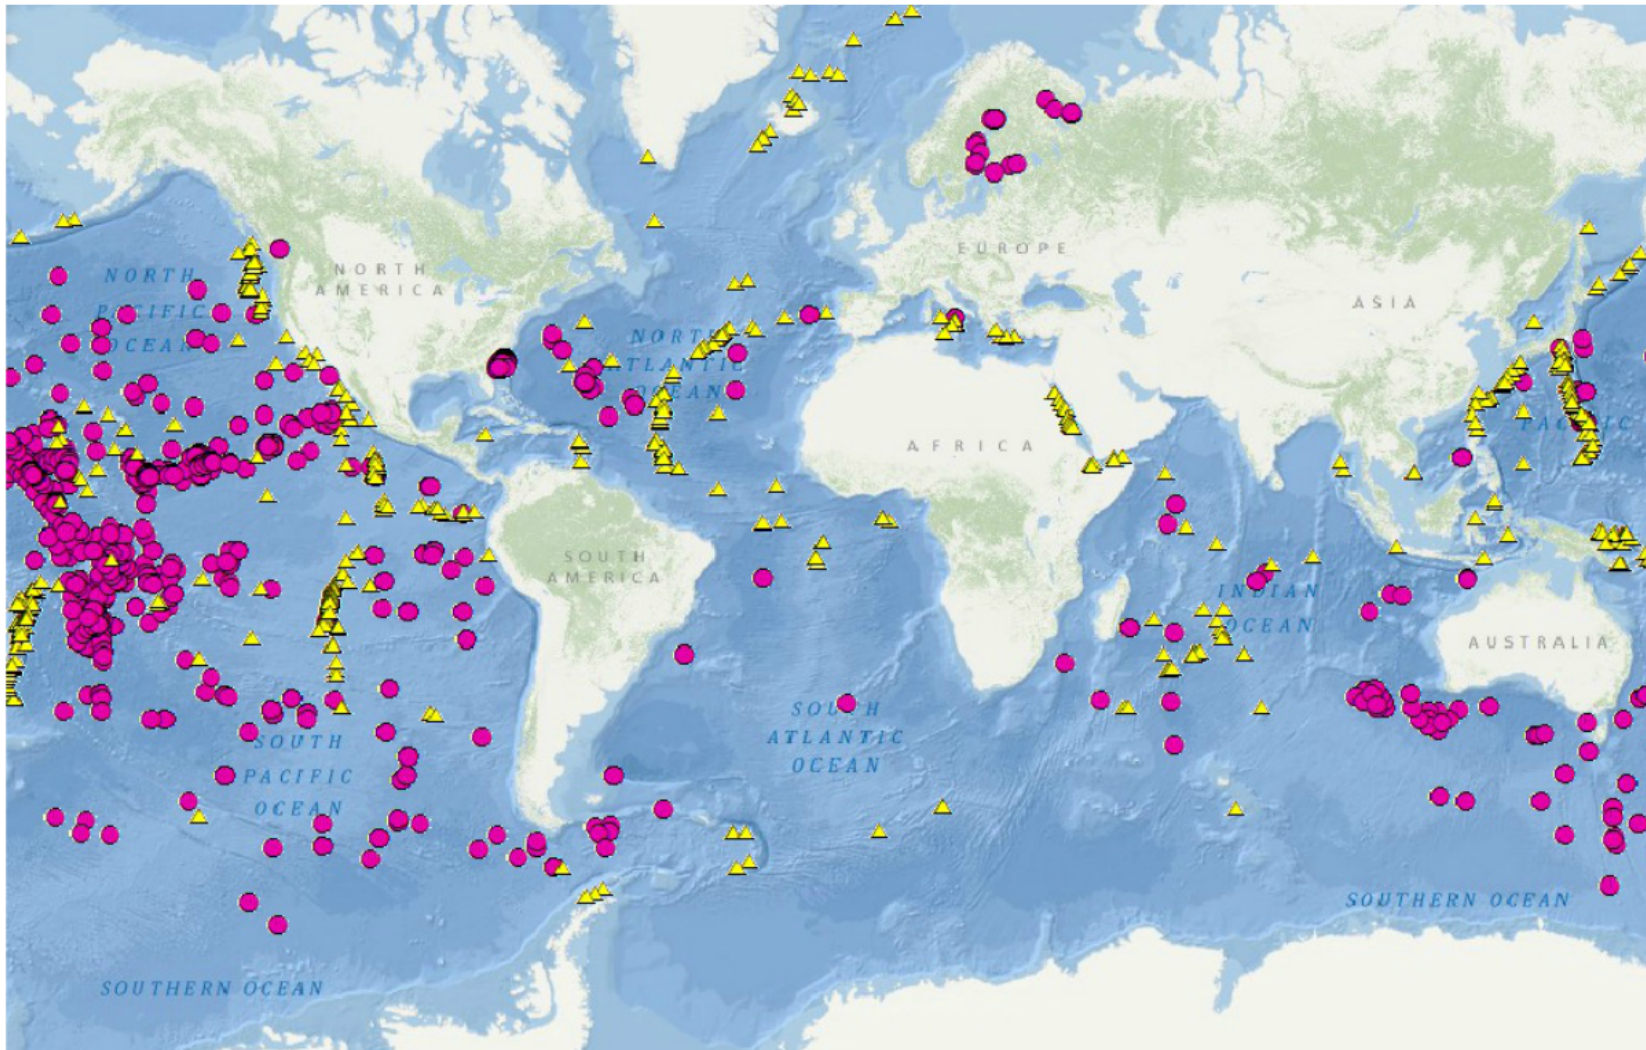 NORTH
PACIFIC
OCEAN
NORTH
AMERICA
NORTH
ATLANTIC
OCEAN
EUROPE
ASIA
AFRICA
PACIFIC
SOUTH
AMERICA
INDIAN
OCEAN
AUSTRALIA
SOUTH
PACIFIC
OCEAN
SOUTH
ATLANTIC
OCEAN
SOUTHERN OCEAN
SOUTHERN OCEAN